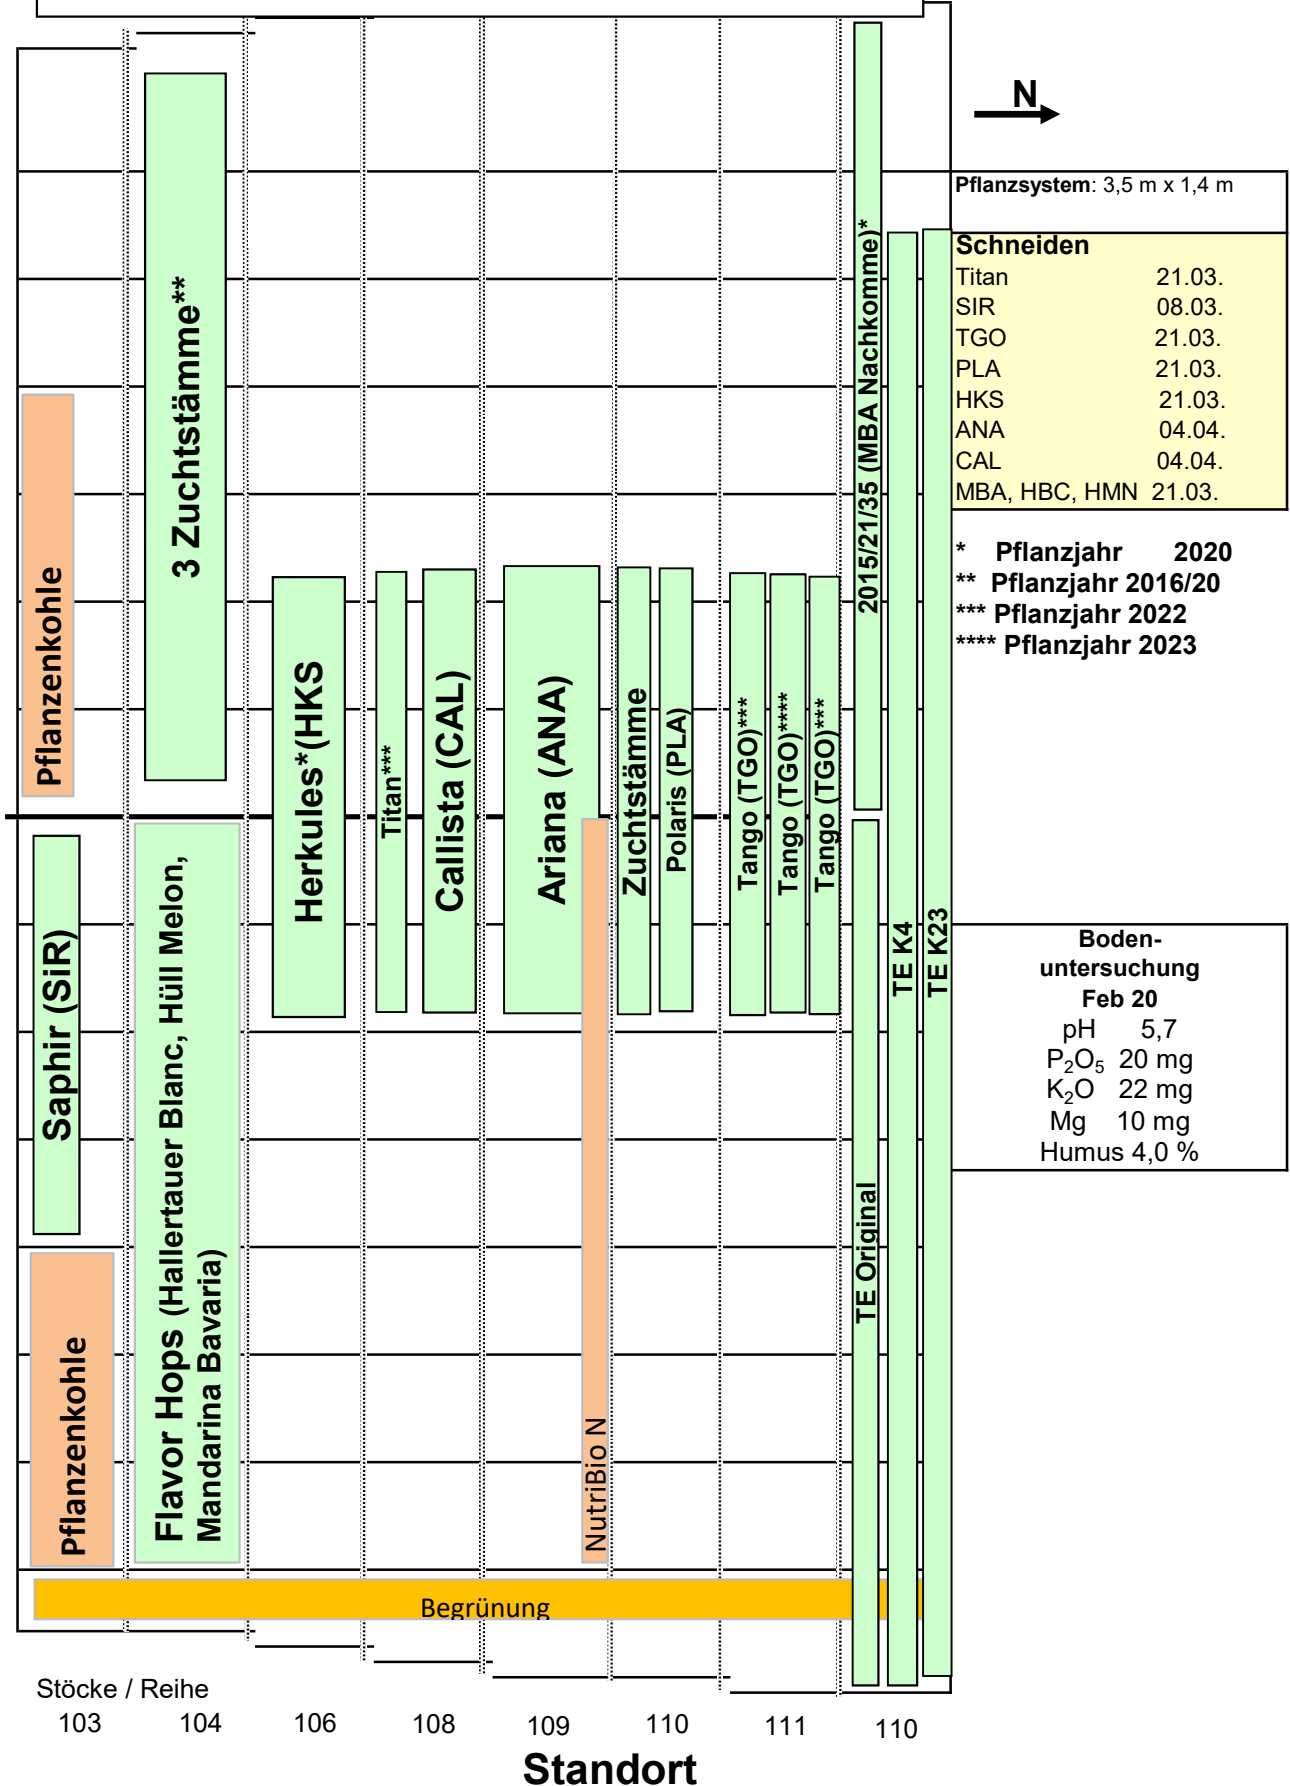 N
Pflanzsystem: 3,5 m x 1,4 m
Schneiden
Titan 21.03.
SIR 08.03.
TGO 21.03.
PLA 21.03.
HKS 21.03.
ANA 04.04.
CAL 04.04.
MBA, HBC, HMN 21.03.
* Pflanzjahr 2020
** Pflanzjahr 2016/20
*** Pflanzjahr 2022
**** Pflanzjahr 2023
Pflanzenkohle
3 Zuchtstämme**
Herkules*(HKS
Titan***
Callista (CAL)
Ariana (ANA)
Zuchtstämme
Polaris (PLA)
Tango (TGO)***
Tango (TGO)****
Tango (TGO)***
2015/21/35 (MBA Nachkomme)*
TE K4
TE K23
Boden-
untersuchung
Feb 20
pH 5,7
P₂O₅ 20 mg
K₂O 22 mg
Mg 10 mg
Humus 4,0 %
Saphir (SiR)
Flavor Hops (Hallertauer Blanc, Hüll Melon,
Mandarina Bavaria)
TE Original
Pflanzenkohle
NutriBio N
Begrünung
Stöcke / Reihe
103 104 106 108 109 110 111 110
Standort